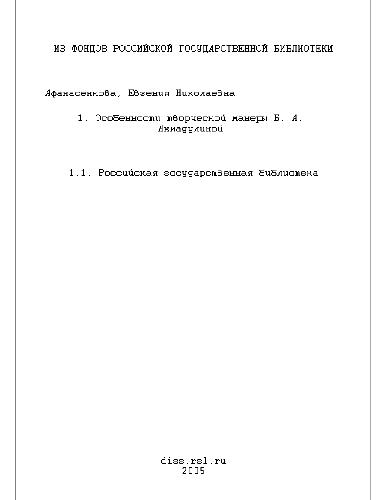 ИЗ ФОНДОВ РОССИЙСКОЙ ГОСУДАРСТВЕННОЙ БИБЛИОТЕКИ
Афанасенкова, Евгения Николаевна
1. Особенности творческой манеры Б. А.
Ахмадулиной
1.1. Российская государственная библиотека
diss.rsl.ru
2005